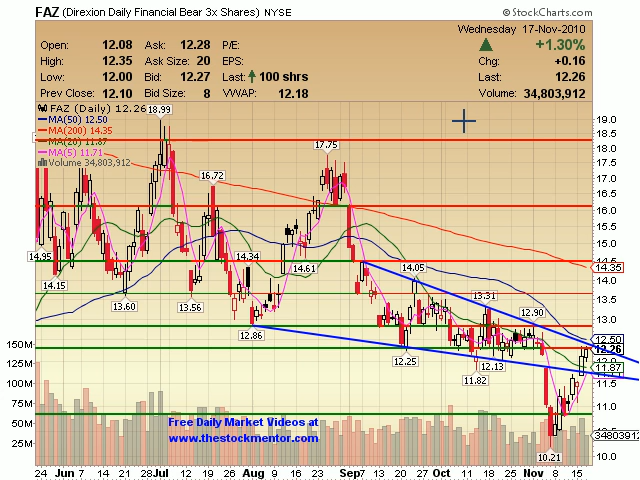 FAZ (Direxion Daily Financial Bear 3x Shares) NYSE
© StockCharts.com
Wednesday 17-Nov-2010
Open: 12.08 Ask: 12.28 P/E:
▲ +1.30%
High: 12.35 Ask Size: 20 EPS:
Chg: +0.16
Low: 12.00 Bid: 12.27 Last: 100 shrs
Last: 12.26
Prev Close: 12.10 Bid Size: 8 VWAP: 12.18
Volume: 34,803,912
FAZ (Daily) 12.26
MA(50) 12.50
MA(200) 14.35
MA(20) 11.87
MA(5) 11.71
Volume 34,803,912
18.99
17.75
16.72
14.95
14.15
13.60
13.56
14.34
12.86
14.61
14.05
12.25
13.31
11.82
12.13
12.90
10.21
19.0
18.5
18.0
17.5
17.0
16.5
16.0
15.5
15.0
14.35
13.5
13.0
12.50
12.26
11.87
11.5
11.0
10.5
34803912
10.0
150M
125M
100M
75M
50M
25M
Free Daily Market Videos at
www.thestockmentor.com
24 Jun 7 14 21 Jul 12 19 26 Aug 9 16 23 Sep 7 13 20 27 Oct 11 18 25 Nov 8 15